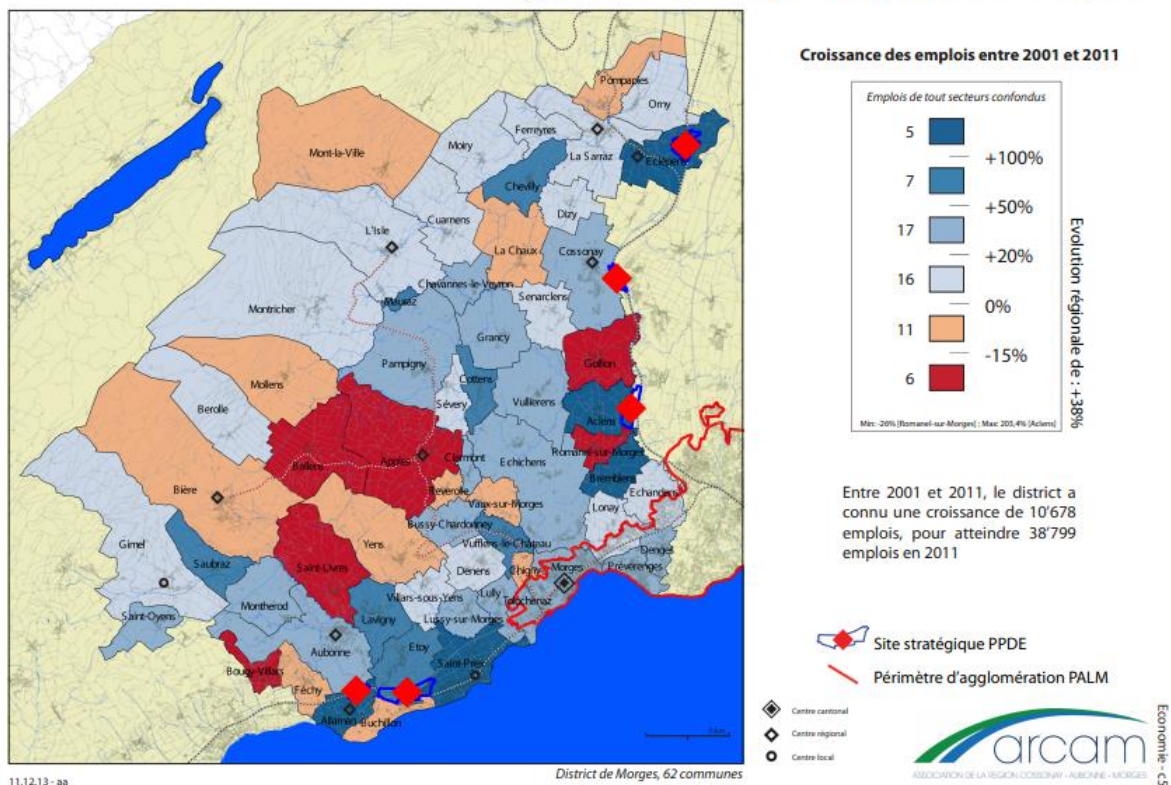 Pompaples
Orny
Ferreyres
Moiry
La Sarraz
Eclépens
Mont-la-Ville
Chevilly
Dizy
Cuarnens
L'Isle
La Chaux
Cossonay
Chavannes-le-Veyron
Mauraz
Senarclens
Montricher
Grancy
Gollion
Pampigny
Mollens
Cottens
Sévery
Vullierens
Berolle
Aclens
Romanel-sur-Morges
Clarmont
Apples
Ballens
Echichens
Bremblens
Reverolle
Echandens
Bière
Vaux-sur-Morges
Lonay
Bussy-Chardonney
Gimel
Yens
Vufflens-le-Château
Denges
Saubraz
Saint-Livres
Denens
Chigny
Morges
Préverenges
Montherod
Villars-sous-Yens
Lully
Tolochenaz
Saint-Oyens
Lavigny
Lussy-sur-Morges
Aubonne
Etoy
Saint-Prex
Bougy-Villars
Féchy
Allaman
Buchillon
11.12.13 - aa
District de Morges, 62 communes
Croissance des emplois entre 2001 et 2011
Emplois de tout secteurs confondus
5
+100%
7
+50%
17
+20%
16
0%
11
-15%
6
Min: -26% [Romanel-sur-Morges] ; Max: 203,4% [Aclens]
Evolution régionale de : +38%
Entre 2001 et 2011, le district a
connu une croissance de 10'678
emplois, pour atteindre 38'799
emplois en 2011
Site stratégique PPDE
Périmètre d'agglomération PALM
Centre cantonal
Centre régional
Centre local
arcam
ASSOCIATION DE LA REGION COSSONAY - AUBONNE - MORGES
Economie - c5